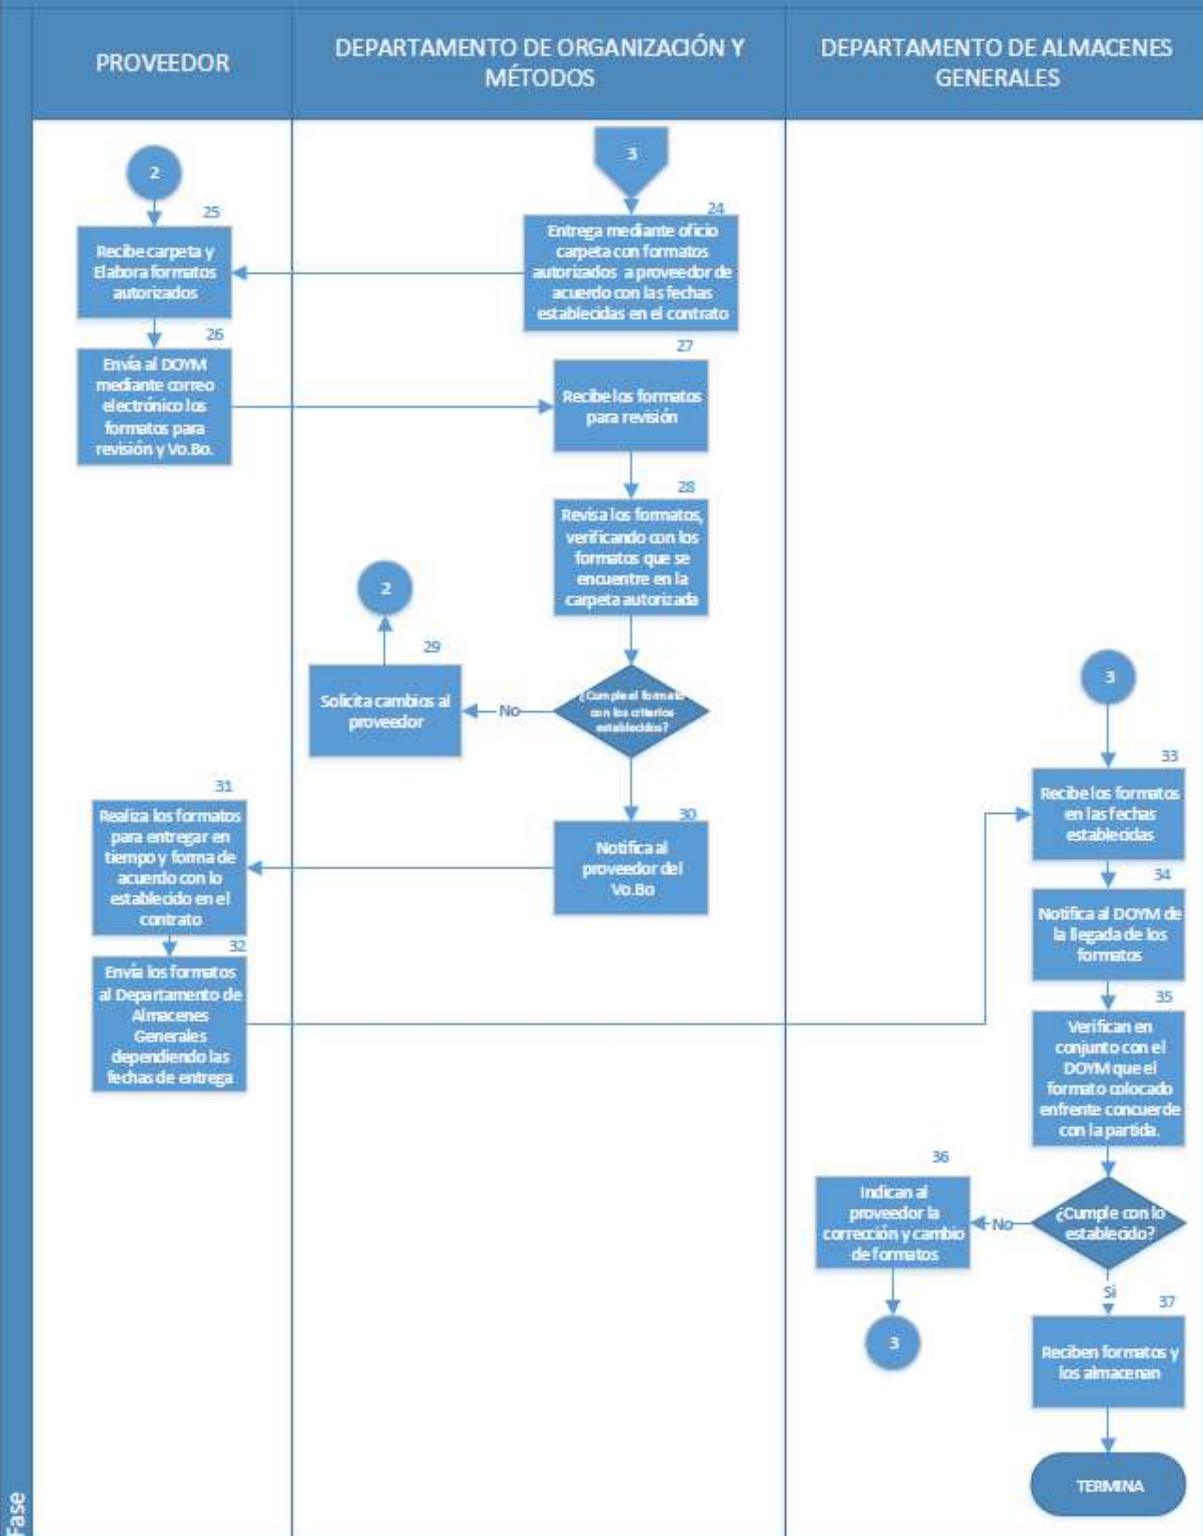 PROVEEDOR
DEPARTAMENTO DE ORGANIZACIÓN Y
MÉTODOS
DEPARTAMENTO DE ALMACENES
GENERALES
3
2
24
Entrega mediante oficio
carpeta con formatos
autorizados a proveedor de
acuerdo con las fechas
establecidas en el contrato
25
Recibe carpeta y
Elabora formatos
autorizados
26
Envía al DOYM
mediante correo
electrónico los
formatos para
revisión y Vo.Bo.
27
Recibe los formatos
para revisión
28
Revisa los formatos,
verificando con los
formatos que se
encuentre en la
carpeta autorizada
¿Cumple el formato
con los criterios
establecidos?
No
29
Solicita cambios al
proveedor
2
30
Notifica al
proveedor del
Vo.Bo
31
Realiza los formatos
para entregar en
tiempo y forma de
acuerdo con lo
establecido en el
contrato
32
Envía los formatos
al Departamento de
Almacenes
Generales
dependiendo las
fechas de entrega
3
33
Recibe los formatos
en las fechas
establecidas
34
Notifica al DOYM de
la llegada de los
formatos
35
Verifican en
conjunto con el
DOYM que el
formato colocado
enfrente concuerde
con la partida.
¿Cumple con lo
establecido?
No
36
Indican al
proveedor la
corrección y cambio
de formatos
3
Si
37
Reciben formatos y
los almacenan
TERMINA
Fase